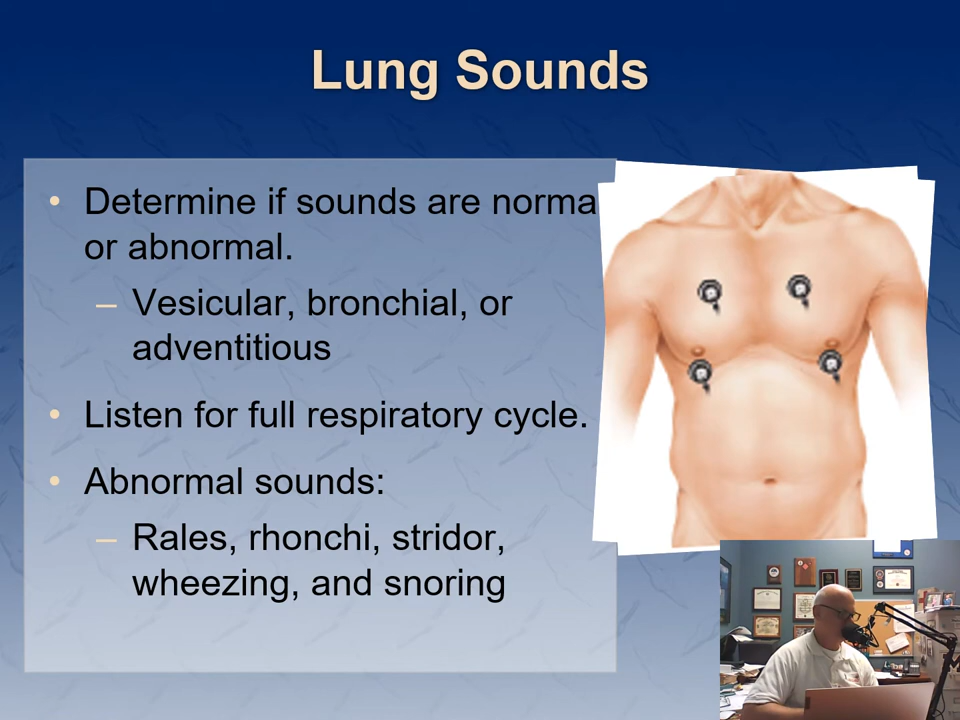 Lung Sounds
• Determine if sounds are norma
or abnormal.
– Vesicular, bronchial, or
adventitious
• Listen for full respiratory cycle.
• Abnormal sounds:
– Rales, rhonchi, stridor,
wheezing, and snoring